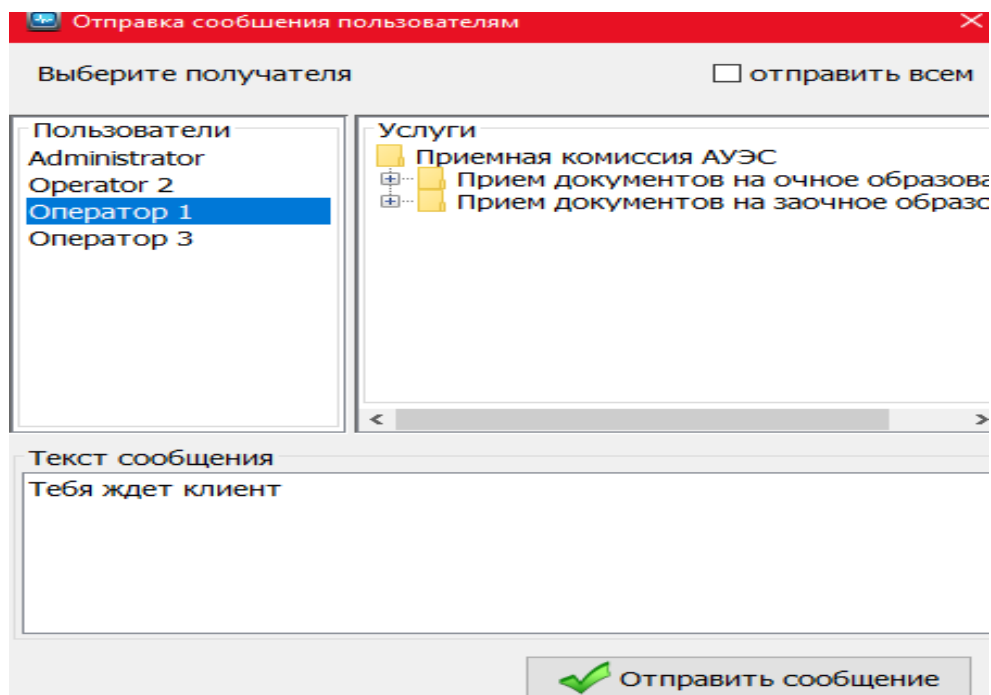 Отправка сообщения пользователям
Выберите получателя
отправить всем
Пользователи
Administrator
Operator 2
Оператор 1
Оператор 3
Услуги
Приемная комиссия АУЭС
Прием документов на очное образова
Прием документов на заочное образо
Текст сообщения
Тебя ждет клиент
Отправить сообщение